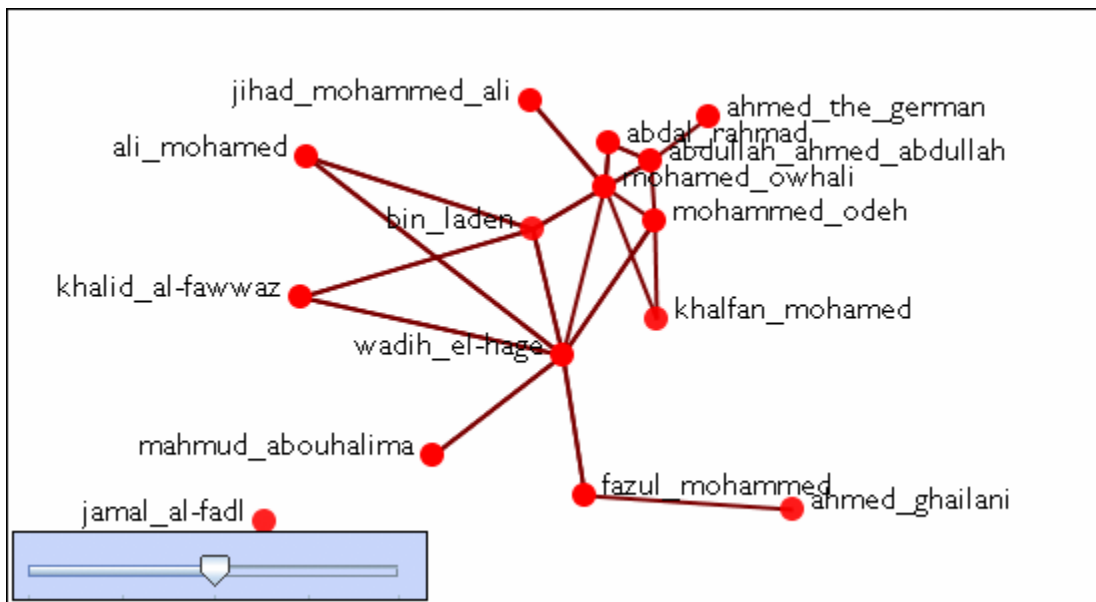 jihad_mohammed_ali
ahmed_the_german
abdal_rahmad
ali_mohamed
abdullah_ahmed_abdullah
mohamed_owhali
bin_laden
mohammed_odeh
khalid_al-fawwaz
khalfan_mohamed
wadih_el-hage
mahmud_abouhalima
fazul_mohammed
ahmed_ghailani
jamal_al-fadl